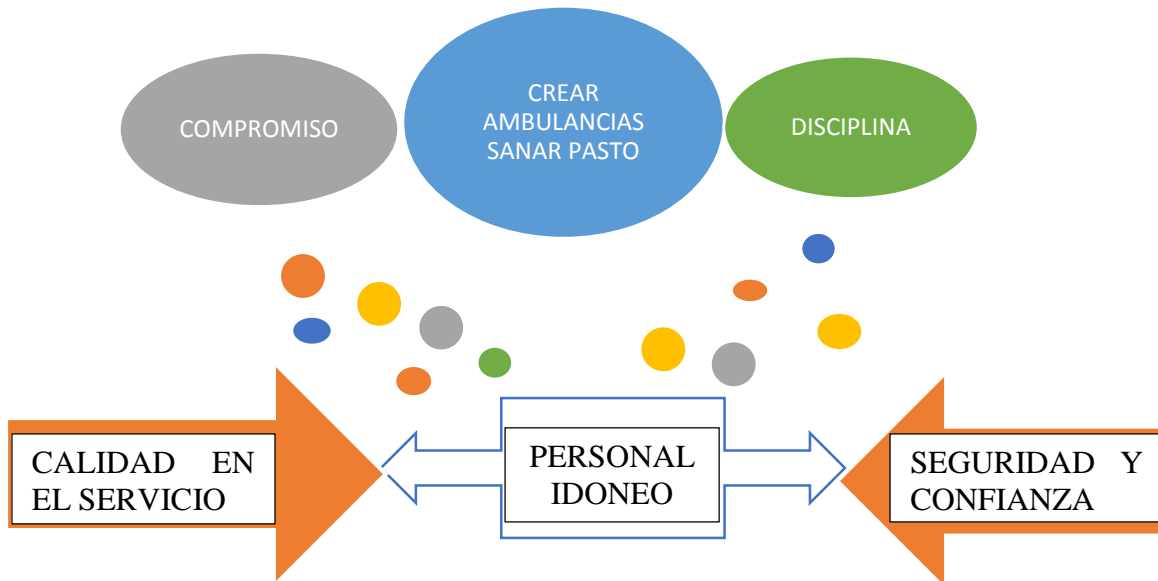 COMPROMISO
CREAR
AMBULANCIAS
SANAR PASTO
DISCIPLINA
CALIDAD EN
EL SERVICIO
PERSONAL
IDONEO
SEGURIDAD Y
CONFIANZA